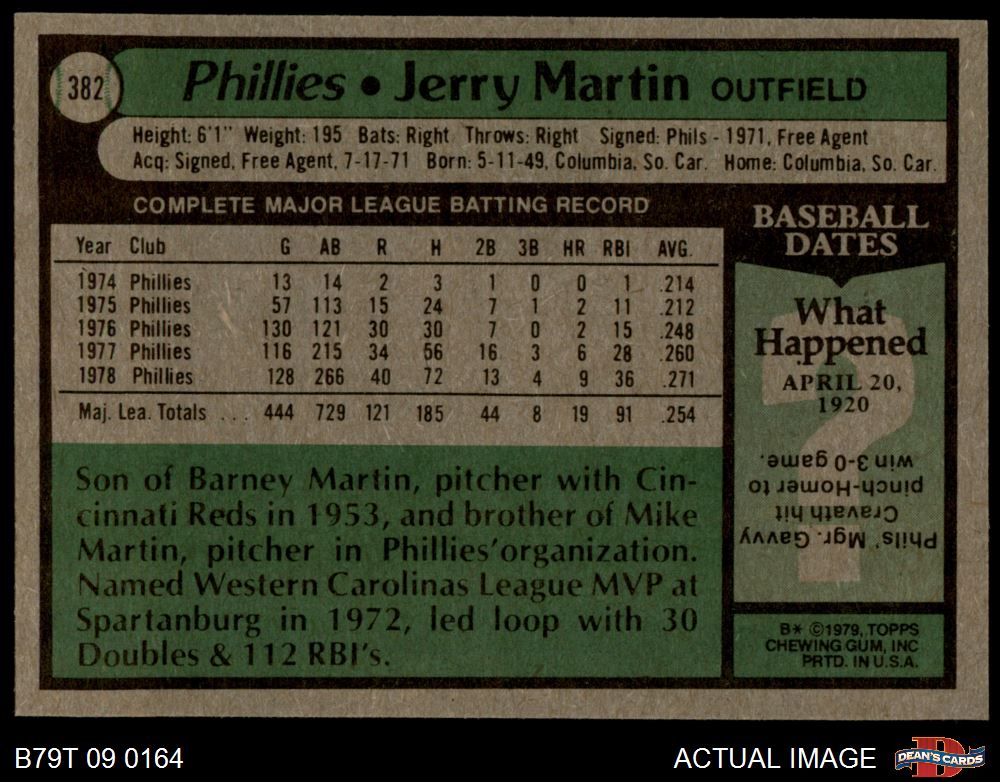 382
Phillies • Jerry Martin OUTFIELD
Height: 6'1" Weight: 195 Bats: Right Throws: Right Signed: Phils - 1971, Free Agent
Acq: Signed, Free Agent, 7-17-71 Born: 5-11-49, Columbia, So. Car. Home: Columbia, So. Car.
COMPLETE MAJOR LEAGUE BATTING RECORD
Year Club G AB R H 2B 3B HR RBI AVG.
1974 Phillies 13 14 2 3 1 0 0 1 .214
1975 Phillies 57 113 15 24 7 1 2 11 .212
1976 Phillies 130 121 30 30 7 0 2 15 .248
1977 Phillies 116 215 34 56 16 3 6 28 .260
1978 Phillies 128 266 40 72 13 4 9 36 .271
Maj. Lea. Totals ... 444 729 121 185 44 8 19 91 .254
Son of Barney Martin, pitcher with Cin-
cinnati Reds in 1953, and brother of Mike
Martin, pitcher in Phillies'organization.
Named Western Carolinas League MVP at
Spartanburg in 1972, led loop with 30
Doubles & 112 RBI's.
BASEBALL
DATES
What
Happened
APRIL 20,
1920
?
Phils' Mgr. Gavvy
Cravath hit
pinch-Homer to
win 3-0 game.
B* ©1979, TOPPS
CHEWING GUM, INC
PRTD. IN U.S.A.
B79T 09 0164
ACTUAL IMAGE
D
DEAN'S CARDS